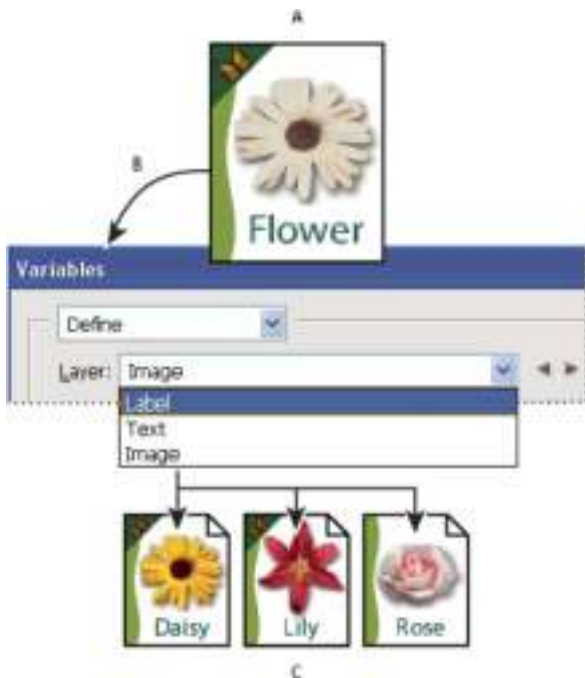 A
Flower
B
Variables
Define
Layer: Image
Label
Text
Image
Daisy
Lily
Rose
C